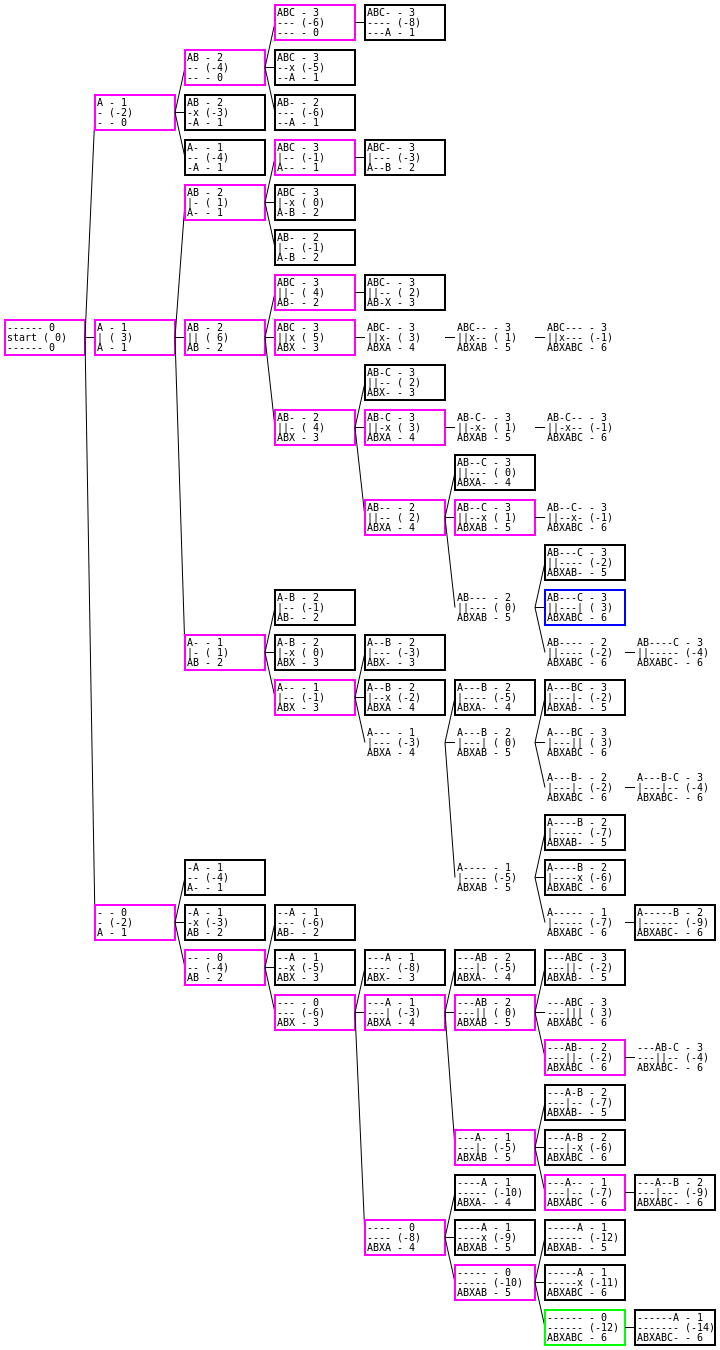 ABC - 3
--- (-6)
--- - 0
ABC- - 3
---- (-8)
---A - 1
AB - 2
-- (-4)
-- - 0
ABC - 3
--x (-5)
--A - 1
A - 1
- (-2)
- - 0
AB - 2
-x (-3)
-A - 1
AB- - 2
--- (-6)
--A - 1
A- - 1
-- (-4)
-A - 1
ABC - 3
|-- (-1)
A-- - 1
ABC- - 3
|--- (-3)
A--B - 2
AB - 2
|- ( 1)
A- - 1
ABC - 3
|-x ( 0)
A-B - 2
AB- - 2
|-- (-1)
A-B - 2
ABC - 3
||- ( 4)
AB- - 2
ABC- - 3
||-- ( 2)
AB-X - 3
------ 0
start ( 0)
------ 0
A - 1
| ( 3)
A - 1
AB - 2
|| ( 6)
AB - 2
ABC - 3
||x ( 5)
ABX - 3
ABC- - 3
||x- ( 3)
ABXA - 4
ABC-- - 3
||x-- ( 1)
ABXAB - 5
ABC--- - 3
||x--- (-1)
ABXABC - 6
AB-C - 3
||-- ( 2)
ABX- - 3
AB- - 2
||- ( 4)
ABX - 3
AB-C - 3
||-x ( 3)
ABXA - 4
AB-C- - 3
||-x- ( 1)
ABXAB - 5
AB-C-- - 3
||-x-- (-1)
ABXABC - 6
AB--C - 3
||--- ( 0)
ABXA- - 4
AB-- - 2
||-- ( 2)
ABXA - 4
AB--C - 3
||--x ( 1)
ABXAB - 5
AB--C- - 3
||--x- (-1)
ABXABC - 6
AB---C - 3
||---- (-2)
ABXAB- - 5
A-B - 2
|-- (-1)
AB- - 2
AB--- - 2
||--- ( 0)
ABXAB - 5
AB---C - 3
||---| ( 3)
ABXABC - 6
A- - 1
|- ( 1)
AB - 2
A-B - 2
|-x ( 0)
ABX - 3
A--B - 2
|--- (-3)
ABX- - 3
AB---- - 2
||---- (-2)
ABXABC - 6
AB----C - 3
||----- (-4)
ABXABC- - 6
A-- - 1
|-- (-1)
ABX - 3
A--B - 2
|--x (-2)
ABXA - 4
A---B - 2
|---- (-5)
ABXA- - 4
A---BC - 3
|---|- (-2)
ABXAB- - 5
A--- - 1
|--- (-3)
ABXA - 4
A---B - 2
|---| ( 0)
ABXAB - 5
A---BC - 3
|---|| ( 3)
ABXABC - 6
A---B- - 2
|---|- (-2)
ABXABC - 6
A---B-C - 3
|---|-- (-4)
ABXABC- - 6
A----B - 2
|----- (-7)
ABXAB- - 5
-A - 1
-- (-4)
A- - 1
A---- - 1
|---- (-5)
ABXAB - 5
A----B - 2
|----x (-6)
ABXABC - 6
- - 0
- (-2)
A - 1
-A - 1
-x (-3)
AB - 2
--A - 1
--- (-6)
AB- - 2
A----- - 1
|----- (-7)
ABXABC - 6
A-----B - 2
|------ (-9)
ABXABC- - 6
-- - 0
-- (-4)
AB - 2
--A - 1
--x (-5)
ABX - 3
---A - 1
---- (-8)
ABX- - 3
---AB - 2
---|- (-5)
ABXA- - 4
---ABC - 3
---||- (-2)
ABXAB- - 5
--- - 0
--- (-6)
ABX - 3
---A - 1
---| (-3)
ABXA - 4
---AB - 2
---|| ( 0)
ABXAB - 5
---ABC - 3
---||| ( 3)
ABXABC - 6
---AB- - 2
---||- (-2)
ABXABC - 6
---AB-C - 3
---||-- (-4)
ABXABC- - 6
---A-B - 2
---|-- (-7)
ABXAB- - 5
---A- - 1
---|- (-5)
ABXAB - 5
---A-B - 2
---|-x (-6)
ABXABC - 6
----A - 1
----- (-10)
ABXA- - 4
---A-- - 1
---|-- (-7)
ABXABC - 6
---A--B - 2
---|--- (-9)
ABXABC- - 6
---- - 0
---- (-8)
ABXA - 4
----A - 1
----x (-9)
ABXAB - 5
-----A - 1
------ (-12)
ABXAB- - 5
----- - 0
----- (-10)
ABXAB - 5
-----A - 1
-----x (-11)
ABXABC - 6
------ - 0
------ (-12)
ABXABC - 6
------A - 1
------- (-14)
ABXABC- - 6